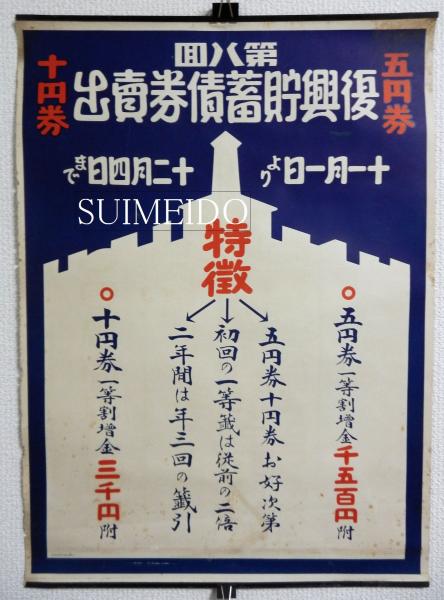 第八回
五円券
復興貯蓄債券賣出
十円券
十一月一日より
十二月四日まで
SUIMEIDO
特徴
五円券一等割増金千五百円附
五円券十円券お好次第
初回の一等籤は従前の二倍
二年間は年三回の籤引
十円券一等割増金三千円附